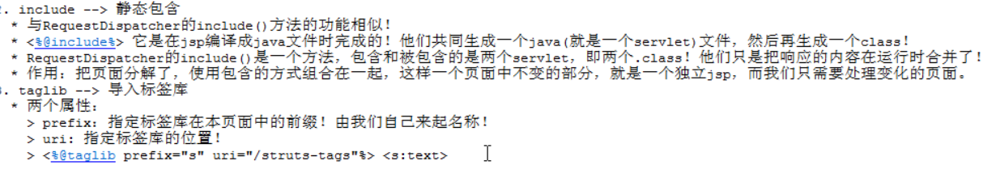 2. include --> 静态包含
* 与RequestDispatcher的include()方法的功能相似!
* <%@include%> 它是在jsp编译成java文件时完成的!他们共同生成一个java(就是一个servlet)文件,然后再生成一个class!
* RequestDispatcher的include()是一个方法,包含和被包含的是两个servlet,即两个.class!他们只是把响应的内容在运行时合并了!
* 作用:把页面分解了,使用包含的方式组合在一起,这样一个页面中不变的部分,就是一个独立jsp,而我们只需要处理变化的页面。
3. taglib --> 导入标签库
* 两个属性:
> prefix: 指定标签库在本页面中的前缀!由我们自己来起名称!
> uri: 指定标签库的位置!
> <%@taglib prefix="s" uri="/struts-tags"%> <s:text>